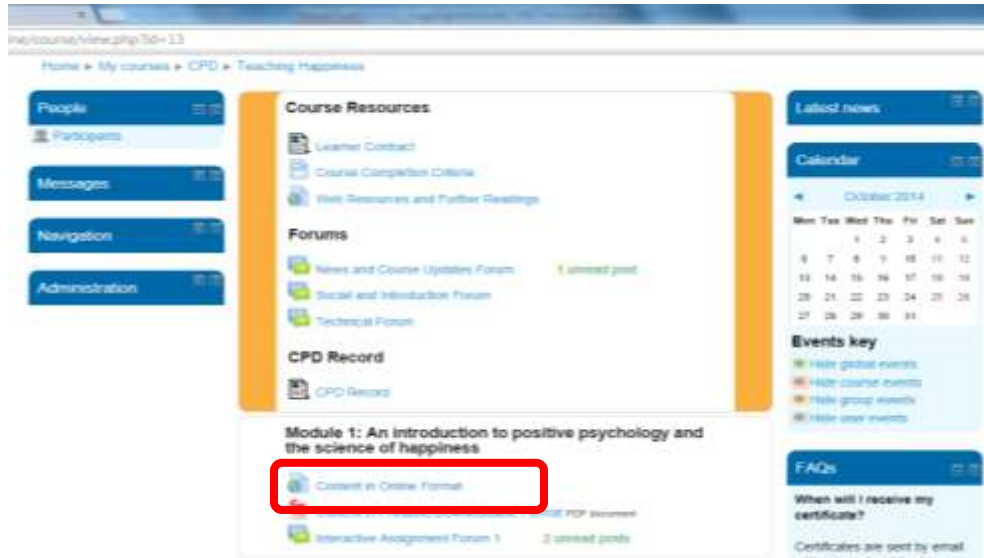 ine/course/view.php?id=13
Home ► My courses ► CPD ► Teaching Happiness
People
Participants
Messages
Navigation
Administration
Course Resources
Learner Contract
Course Completion Criteria
Web Resources and Further Readings
Forums
News and Course Updates Forum 1 unread post
Social and Introduction Forum
Technical Forum
CPD Record
CPD Record
Module 1: An introduction to positive psychology and
the science of happiness
Content in Online Format
PDF document
Interactive Assignment Forum 1 2 unread posts
Latest news
Calendar
◄ October 2014 ►
Mon Tue Wed Thu Fri Sat Sun
1 2 3 4 5
6 7 8 9 10 11 12
13 14 15 16 17 18 19
20 21 22 23 24 25 26
27 28 29 30 31
Events key
Hide global events
Hide course events
Hide group events
Hide user events
FAQs
When will I receive my
certificate?
Certificates are sent by email